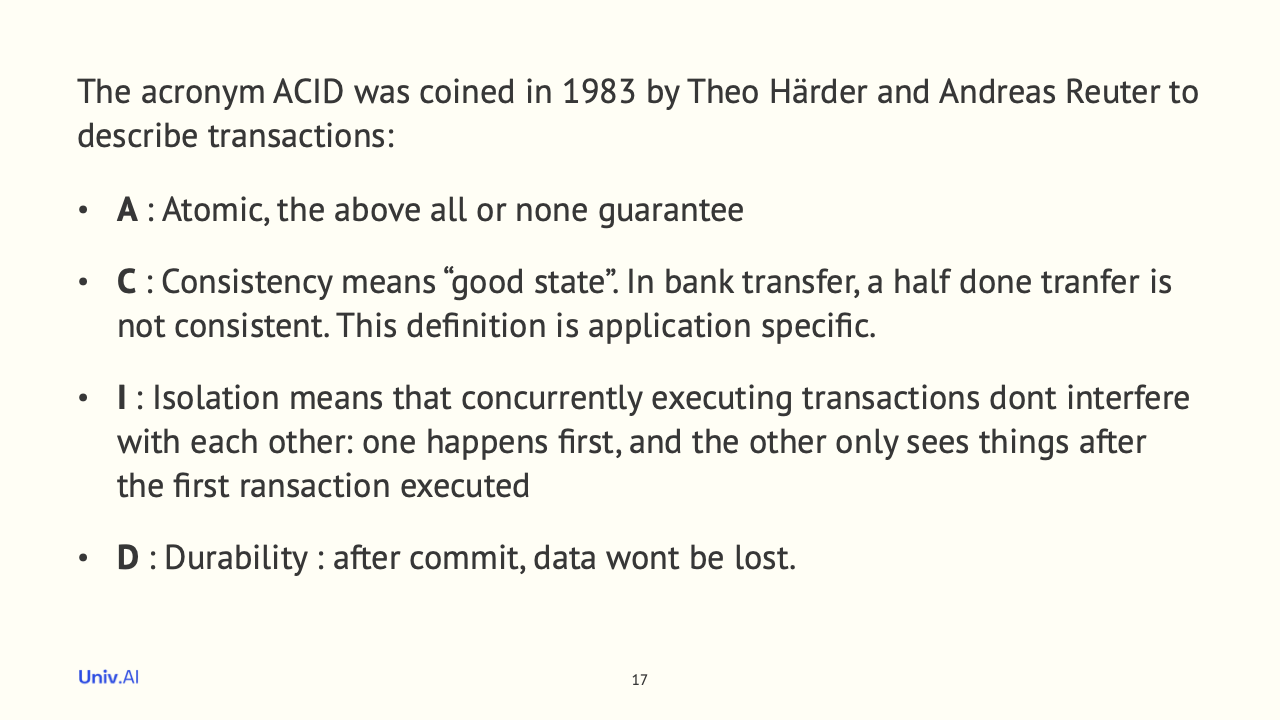 The acronym ACID was coined in 1983 by Theo Härder and Andreas Reuter to
describe transactions:
• A : Atomic, the above all or none guarantee
• C : Consistency means “good state”. In bank transfer, a half done tranfer is
not consistent. This definition is application specific.
• I : Isolation means that concurrently executing transactions dont interfere
with each other: one happens first, and the other only sees things after
the first ransaction executed
• D : Durability : after commit, data wont be lost.
Univ.AI
17